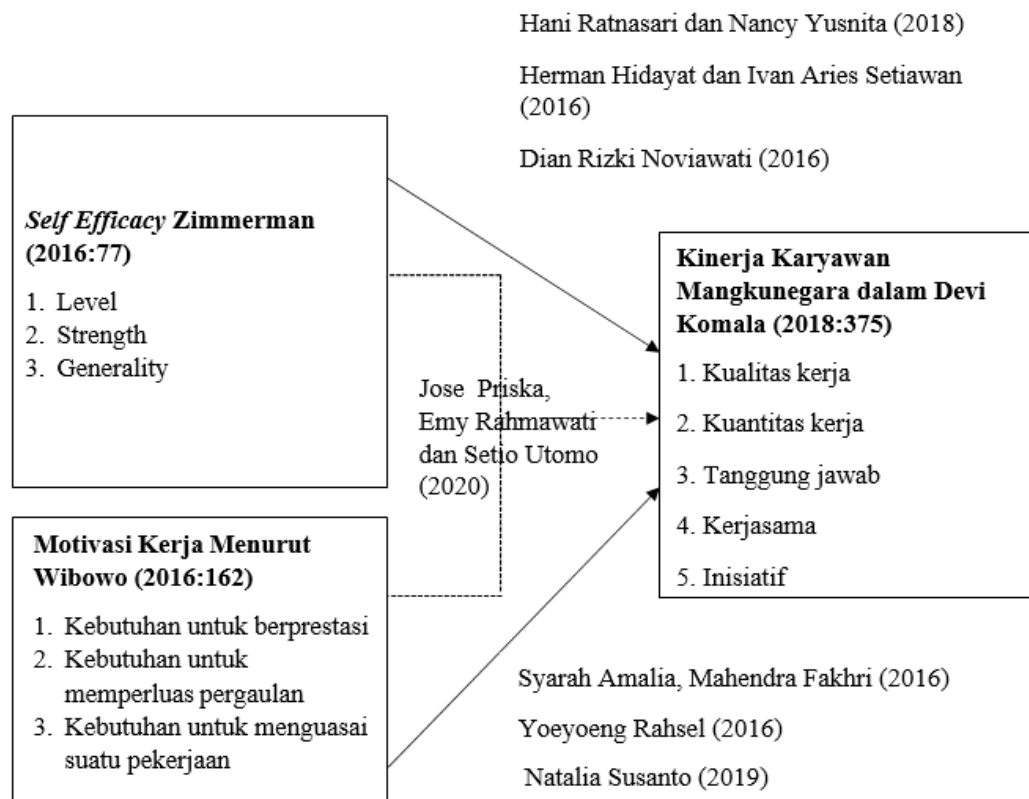 Hani Ratnasari dan Nancy Yusnita (2018)
Herman Hidayat dan Ivan Aries Setiawan
(2016)
Dian Rizki Noviawati (2016)
Self Efficacy Zimmerman
(2016:77)
1. Level
2. Strength
3. Generality
Jose Priska,
Emy Rahmawati
dan Setio Utomo
(2020)
Kinerja Karyawan
Mangkunegara dalam Devi
Komala (2018:375)
1. Kualitas kerja
2. Kuantitas kerja
3. Tanggung jawab
4. Kerjasama
5. Inisiatif
Motivasi Kerja Menurut
Wibowo (2016:162)
1. Kebutuhan untuk berprestasi
2. Kebutuhan untuk
memperluas pergaulan
3. Kebutuhan untuk menguasai
suatu pekerjaan
Syarah Amalia, Mahendra Fakhri (2016)
Yoeyoeng Rahsel (2016)
Natalia Susanto (2019)